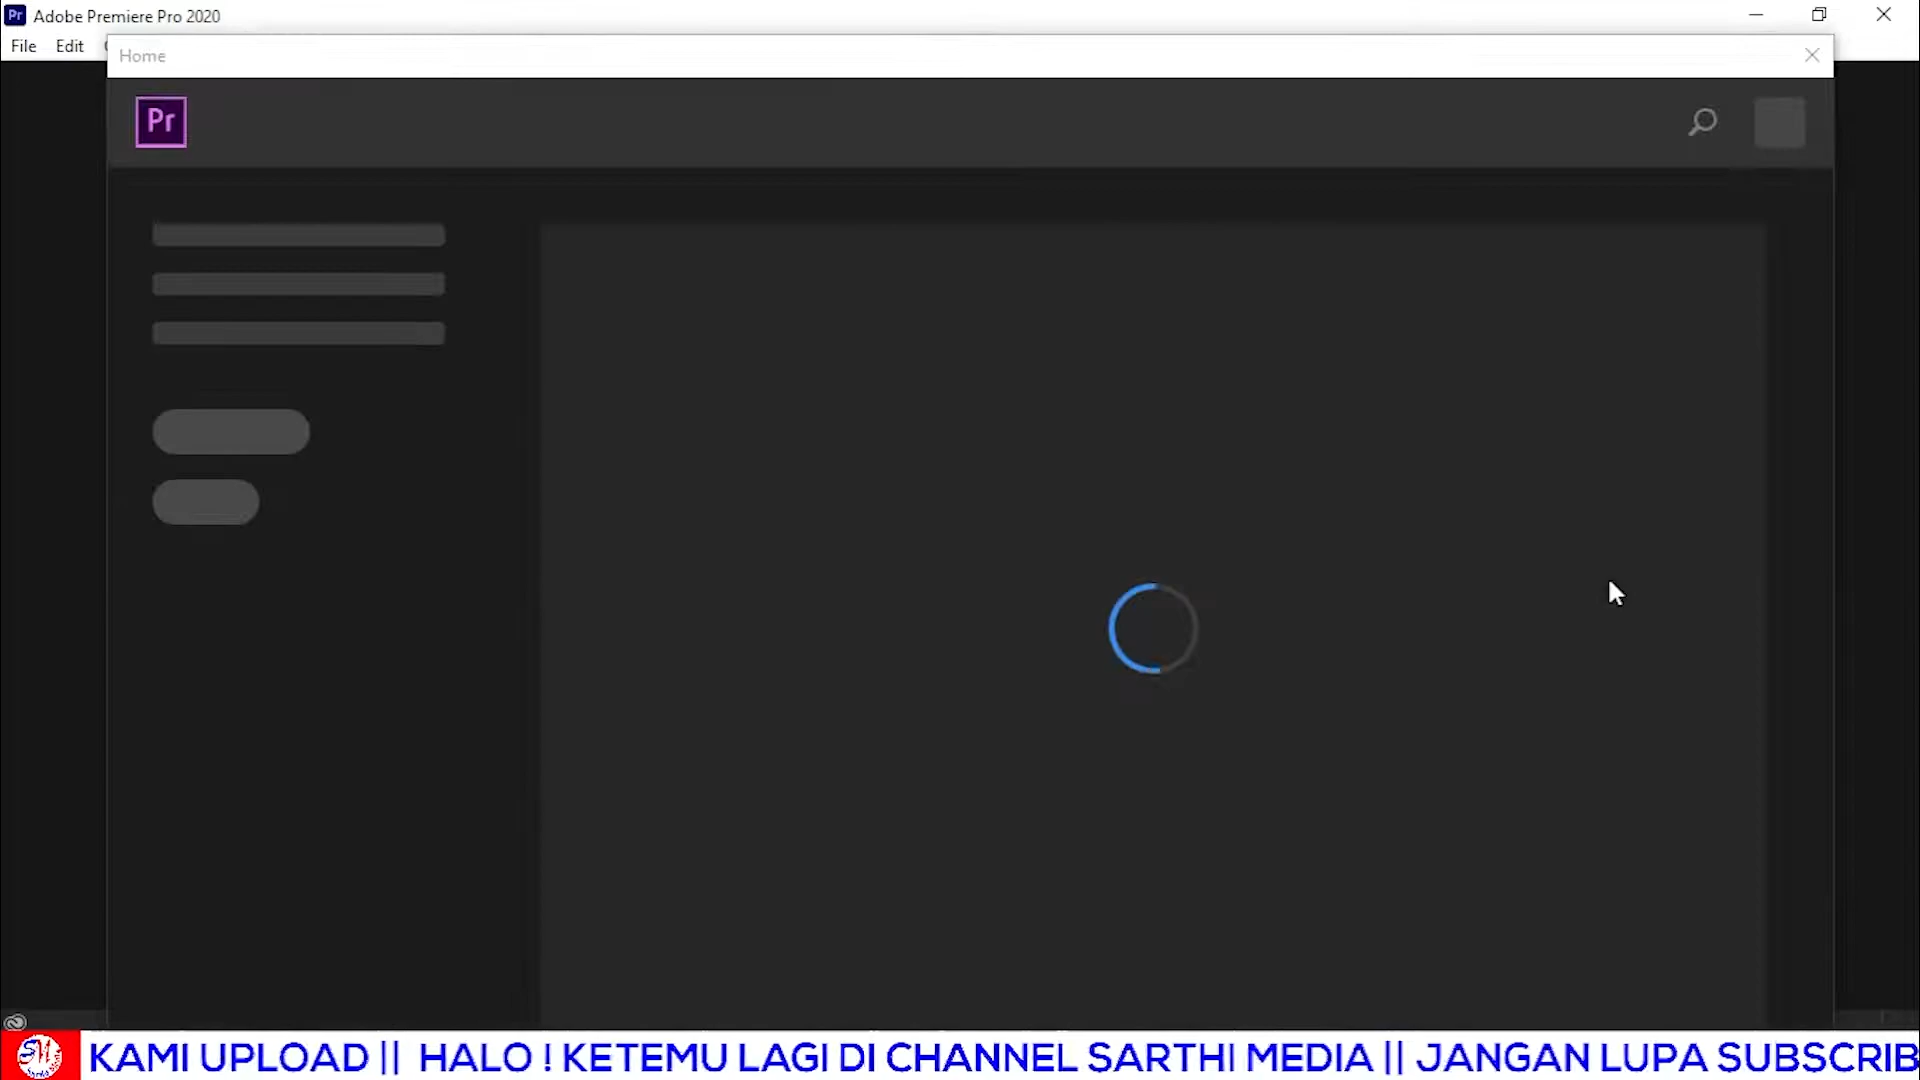 Pr Adobe Premiere Pro 2020
File Edit
Home
Pr
KAMI UPLOAD || HALO ! KETEMU LAGI DI CHANNEL SARTHI MEDIA || JANGAN LUPA SUBSCRIB